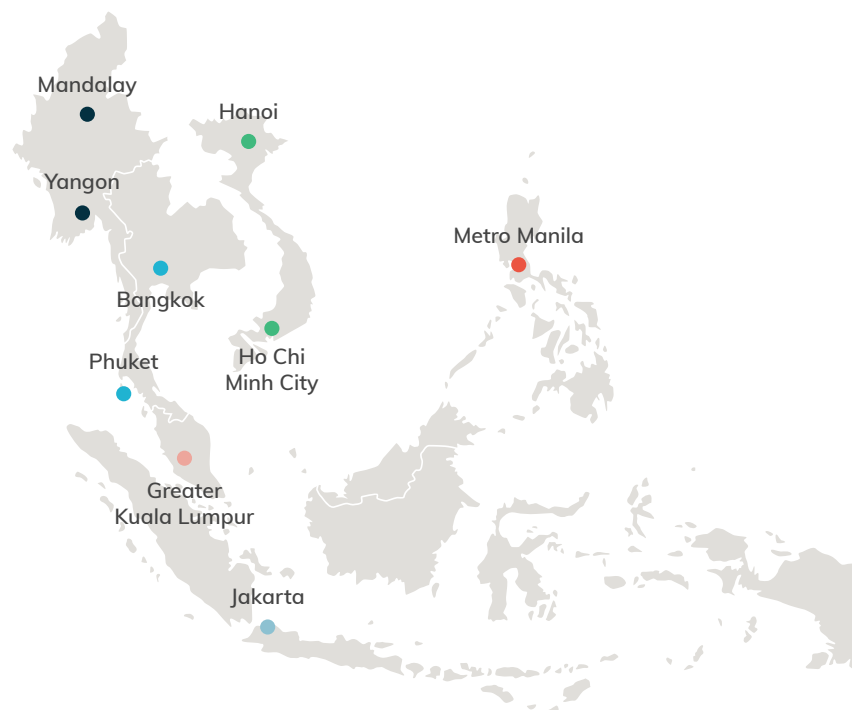 Mandalay
Hanoi
Yangon
Metro Manila
Bangkok
Phuket
Ho Chi
Minh City
Greater
Kuala Lumpur
Jakarta